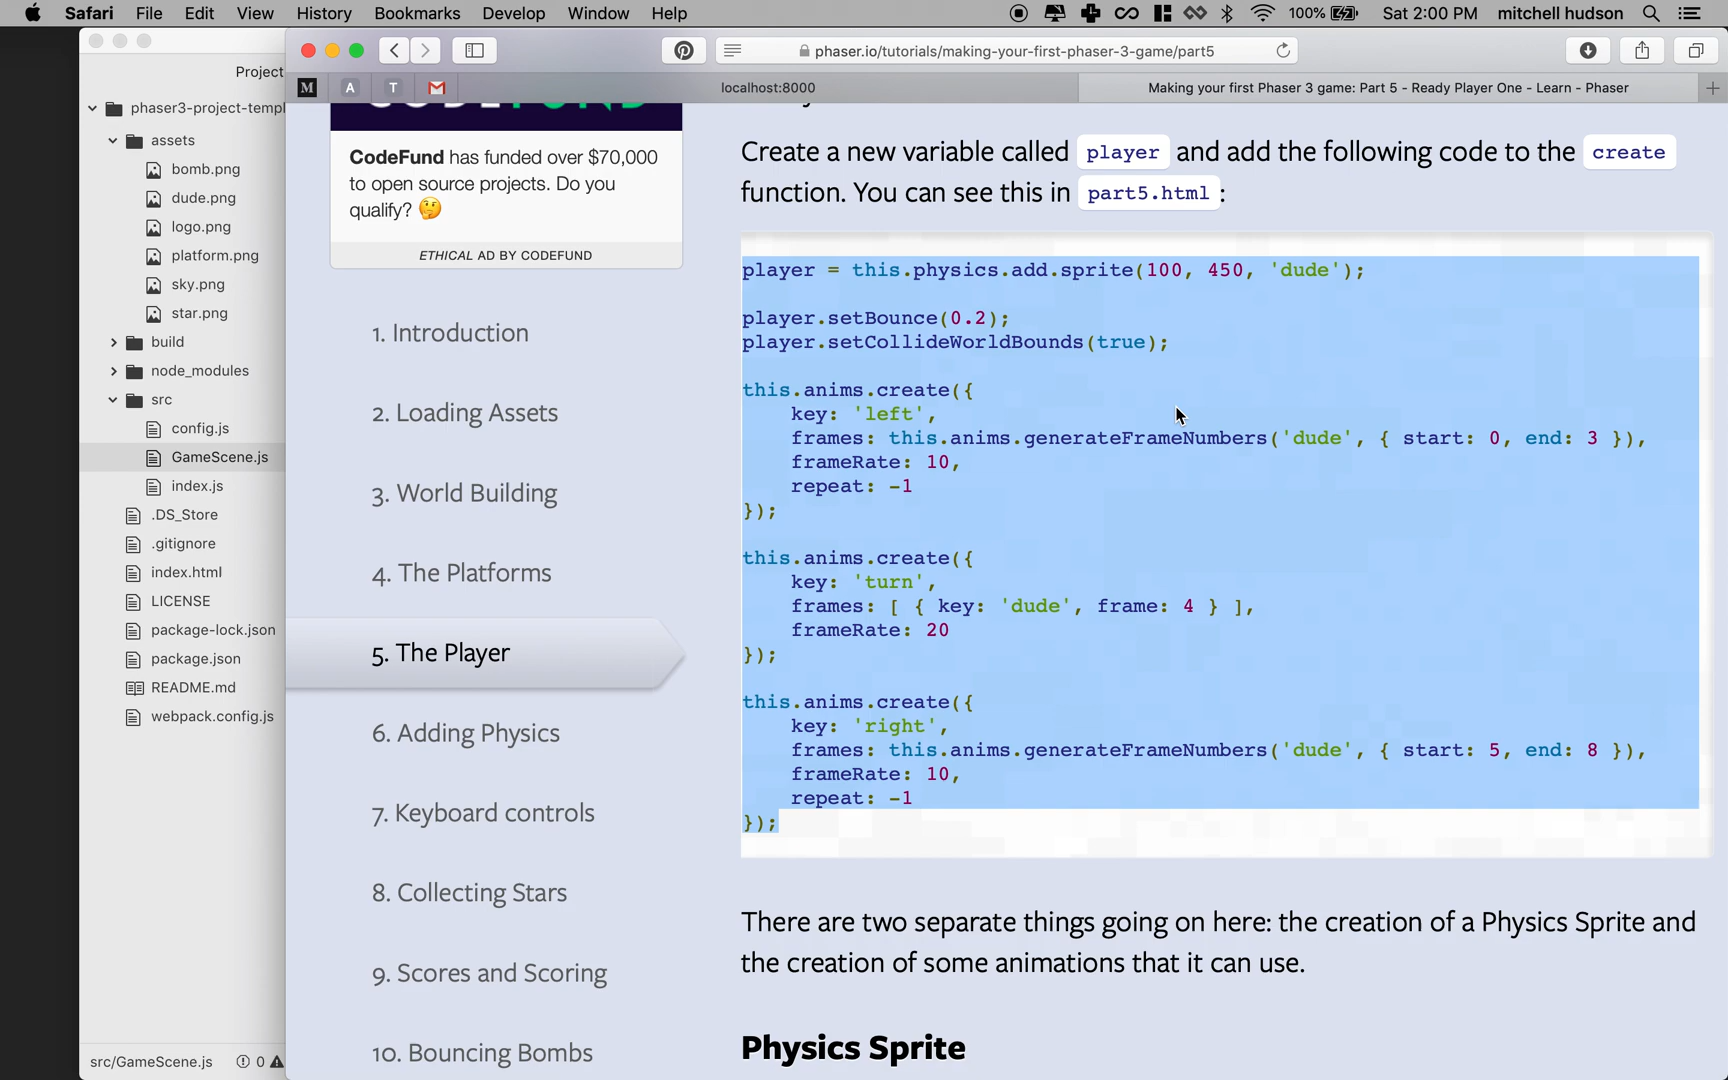 Safari File Edit View History Bookmarks Develop Window Help 100% Sat 2:00 PM mitchell hudson
phaser.io/tutorials/making-your-first-phaser-3-game/part5
M A T localhost:8000 Making your first Phaser 3 game: Part 5 - Ready Player One - Learn - Phaser
Project
phaser3-project-templ
assets
bomb.png
dude.png
logo.png
platform.png
sky.png
star.png
build
node_modules
src
config.js
GameScene.js
index.js
.DS_Store
.gitignore
index.html
LICENSE
package-lock.json
package.json
README.md
webpack.config.js
src/GameScene.js 0
CodeFund has funded over $70,000
to open source projects. Do you
qualify? 🤔
ETHICAL AD BY CODEFUND
1. Introduction
2. Loading Assets
3. World Building
4. The Platforms
5. The Player
6. Adding Physics
7. Keyboard controls
8. Collecting Stars
9. Scores and Scoring
10. Bouncing Bombs
Create a new variable called player and add the following code to the create
function. You can see this in part5.html :
player = this.physics.add.sprite(100, 450, 'dude');
player.setBounce(0.2);
player.setCollideWorldBounds(true);
this.anims.create({
key: 'left',
frames: this.anims.generateFrameNumbers('dude', { start: 0, end: 3 }),
frameRate: 10,
repeat: -1
});
this.anims.create({
key: 'turn',
frames: [ { key: 'dude', frame: 4 } ],
frameRate: 20
});
this.anims.create({
key: 'right',
frames: this.anims.generateFrameNumbers('dude', { start: 5, end: 8 }),
frameRate: 10,
repeat: -1
});
There are two separate things going on here: the creation of a Physics Sprite and
the creation of some animations that it can use.
Physics Sprite